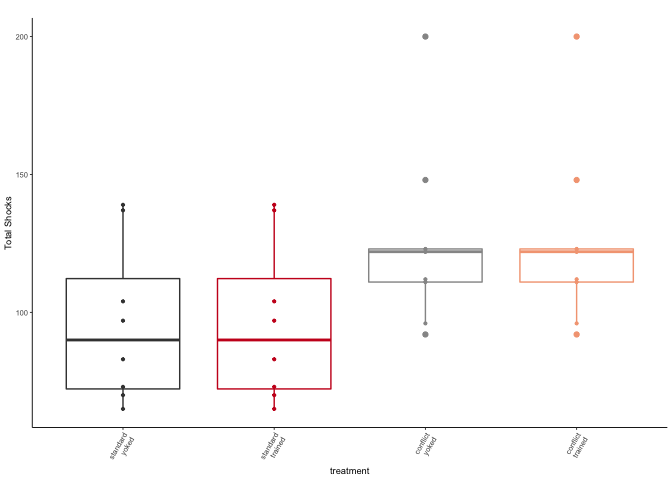 200
150
100
Total Shocks
standard
yoked
standard
trained
conflict
yoked
conflict
trained
treatment